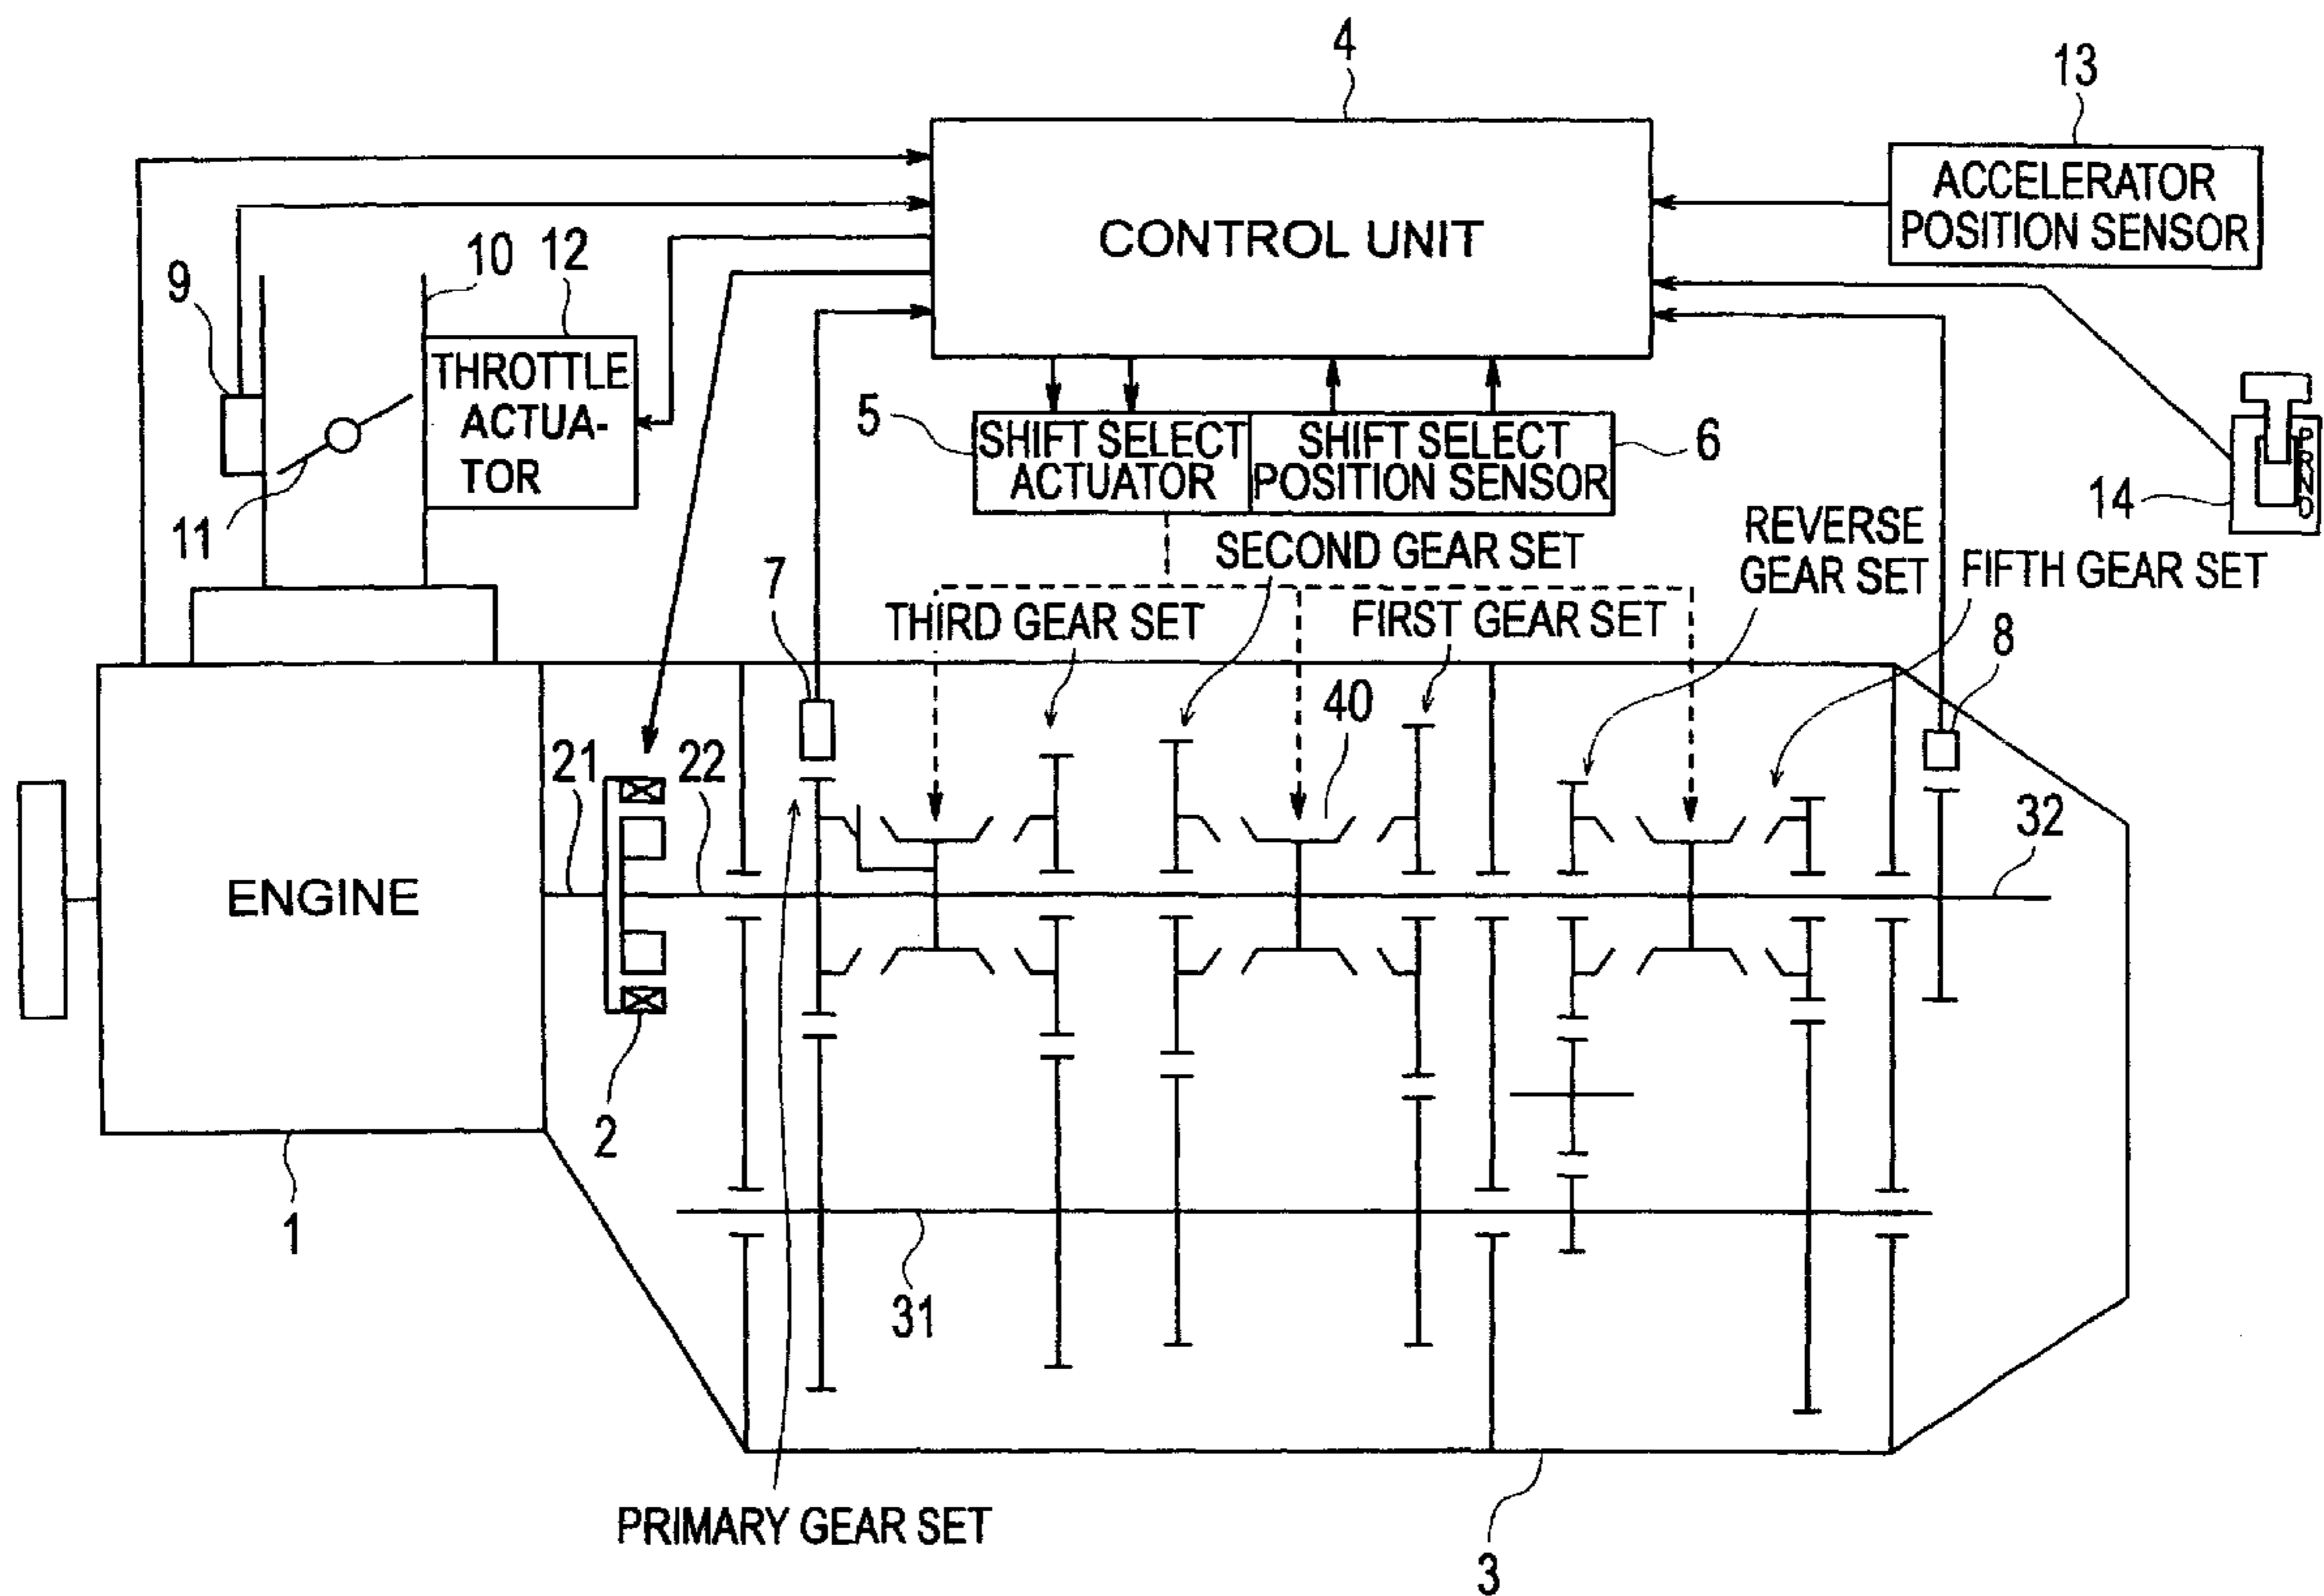 4
13
ACCELERATOR
POSITION SENSOR
CONTROL UNIT
9
10
12
THROTTLE
ACTUA-
TOR
11
5
SHIFT SELECT
ACTUATOR
SHIFT SELECT
POSITION SENSOR
6
14
P
R
N
D
REVERSE
GEAR SET
SECOND GEAR SET
FIFTH GEAR SET
7
THIRD GEAR SET
FIRST GEAR SET
8
40
21
22
32
ENGINE
2
1
31
PRIMARY GEAR SET
3